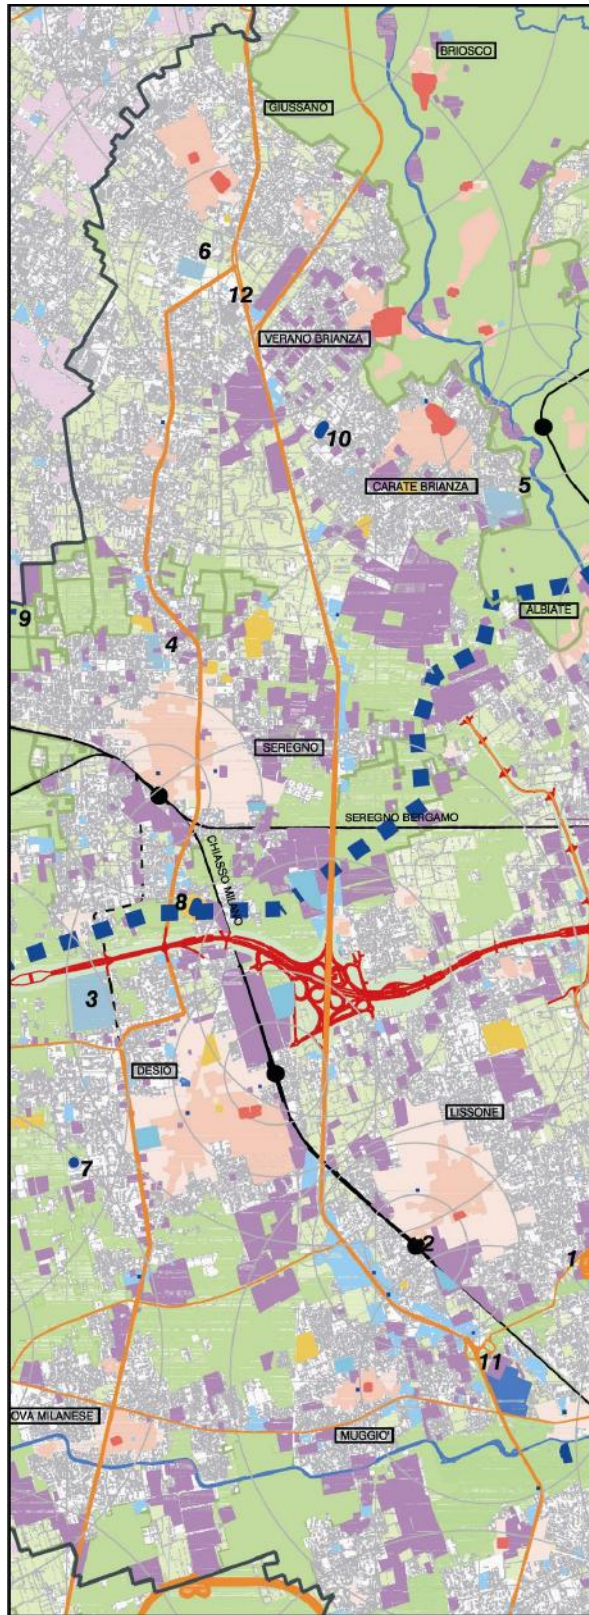 BRIOSCO
GIUSSANO
6
12
VERANO BRIANZA
10
CARATE BRIANZA
5
9
ALBIATE
4
SEREGNO
SEREGNO BERGAMO
CHIASSO MILANO
8
3
DESIO
LISSONE
7
2
1
11
OVA MILANESE
MUGGIO'